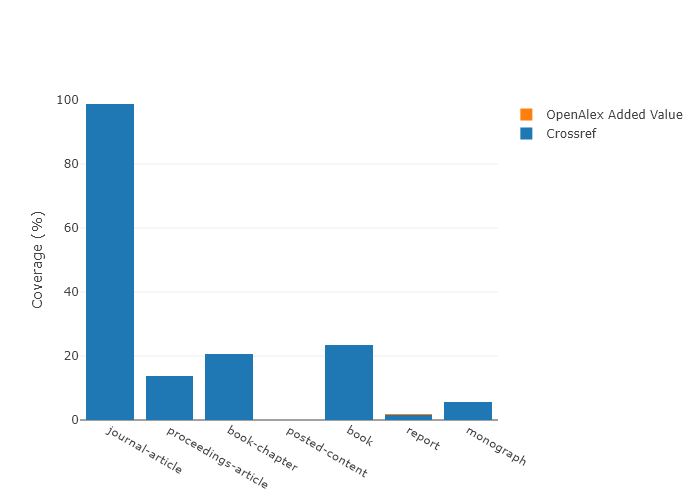 100
80
60
40
20
0
Coverage (%)
journal-article
proceedings-article
book-chapter
posted-content
book
report
monograph
OpenAlex Added Value
Crossref